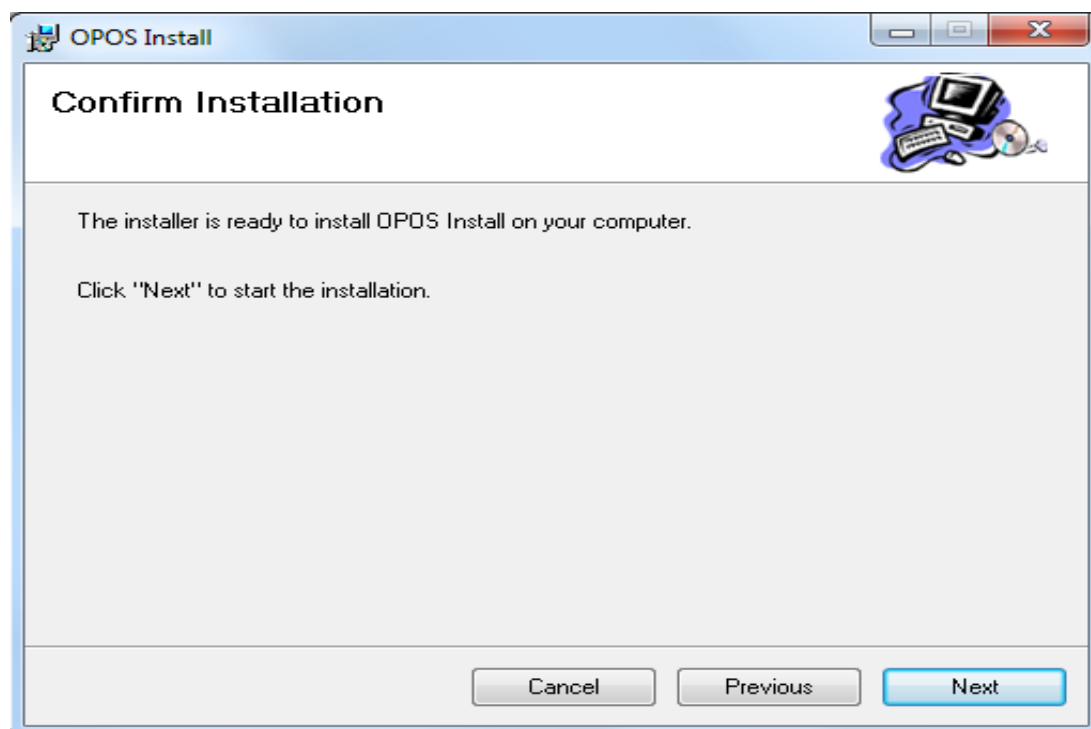 OPOS Install
Confirm Installation
The installer is ready to install OPOS Install on your computer.
Click "Next" to start the installation.
Cancel Previous Next